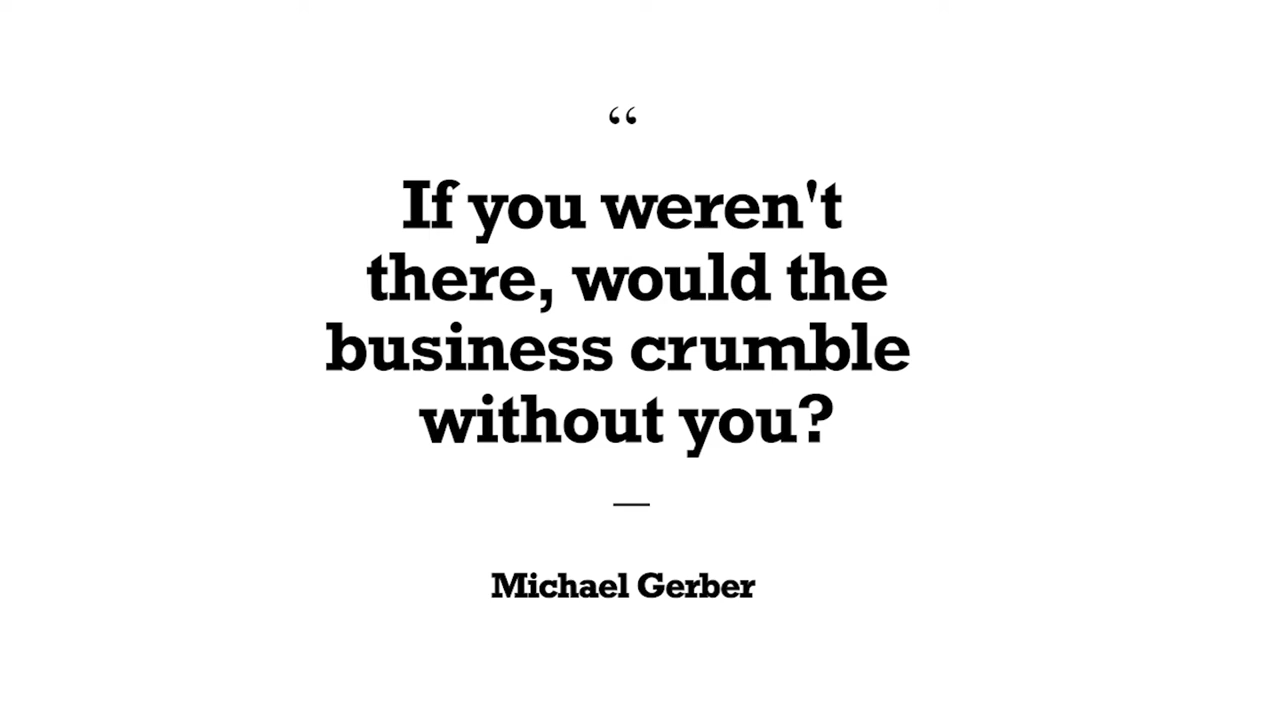 “
If you weren't
there, would the
business crumble
without you?
—
Michael Gerber